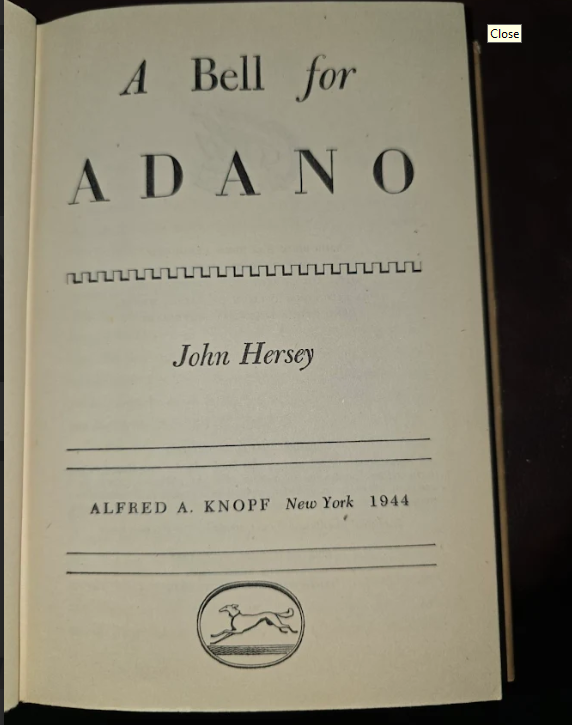 Close
A Bell for
ADANO
John Hersey
ALFRED A. KNOPF New York 1944